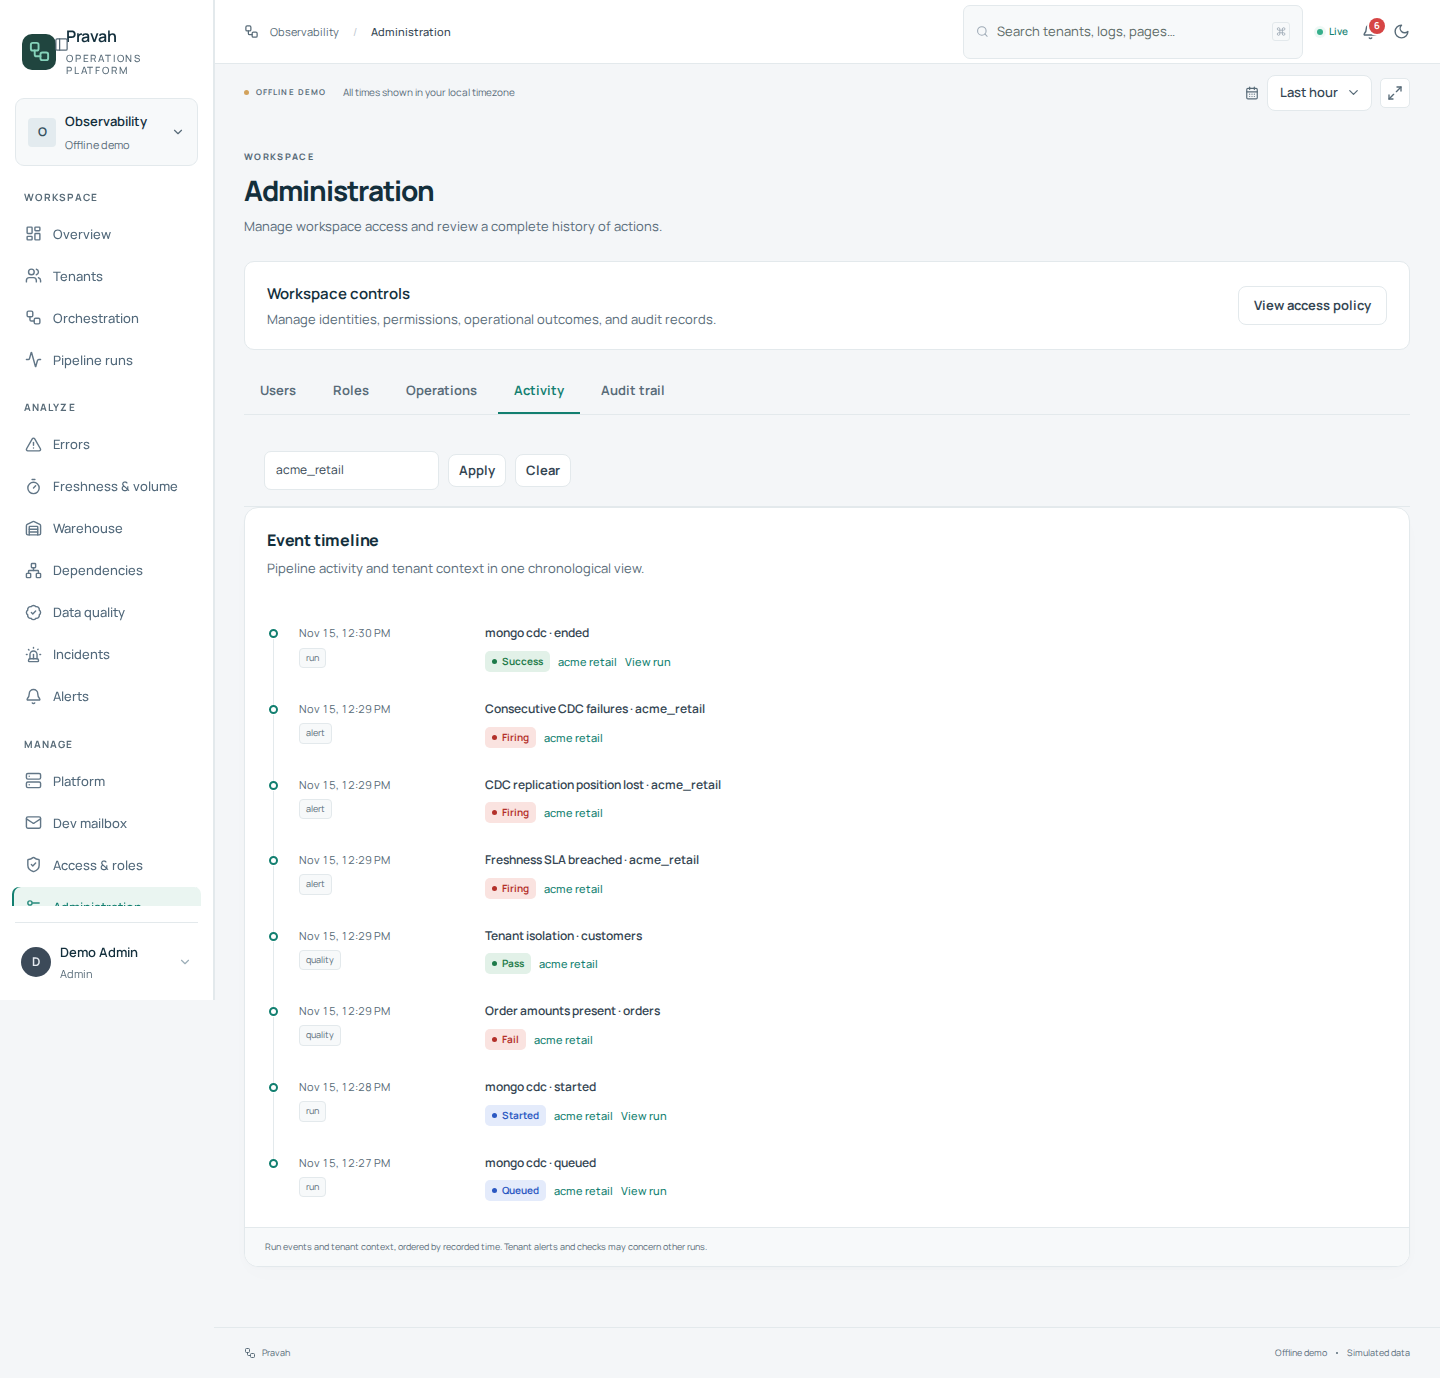 Pravah
OPERATIONS
PLATFORM
O
Observability
Offline demo
WORKSPACE
Overview
Tenants
Orchestration
Pipeline runs
ANALYZE
Errors
Freshness & volume
Warehouse
Dependencies
Data quality
Incidents
Alerts
MANAGE
Platform
Dev mailbox
Access & roles
Administration
D
Demo Admin
Admin
Observability / Administration
Search tenants, logs, pages...
⌘
Live
6
OFFLINE DEMO All times shown in your local timezone
Last hour
WORKSPACE
Administration
Manage workspace access and review a complete history of actions.
Workspace controls
Manage identities, permissions, operational outcomes, and audit records.
View access policy
Users Roles Operations Activity Audit trail
acme_retail Apply Clear
Event timeline
Pipeline activity and tenant context in one chronological view.
Nov 15, 12:30 PM mongo cdc · ended
run Success acme retail View run
Nov 15, 12:29 PM Consecutive CDC failures · acme_retail
alert Firing acme retail
Nov 15, 12:29 PM CDC replication position lost · acme_retail
alert Firing acme retail
Nov 15, 12:29 PM Freshness SLA breached · acme_retail
alert Firing acme retail
Nov 15, 12:29 PM Tenant isolation · customers
quality Pass acme retail
Nov 15, 12:29 PM Order amounts present · orders
quality Fail acme retail
Nov 15, 12:28 PM mongo cdc · started
run Started acme retail View run
Nov 15, 12:27 PM mongo cdc · queued
run Queued acme retail View run
Run events and tenant context, ordered by recorded time. Tenant alerts and checks may concern other runs.
Pravah
Offline demo • Simulated data